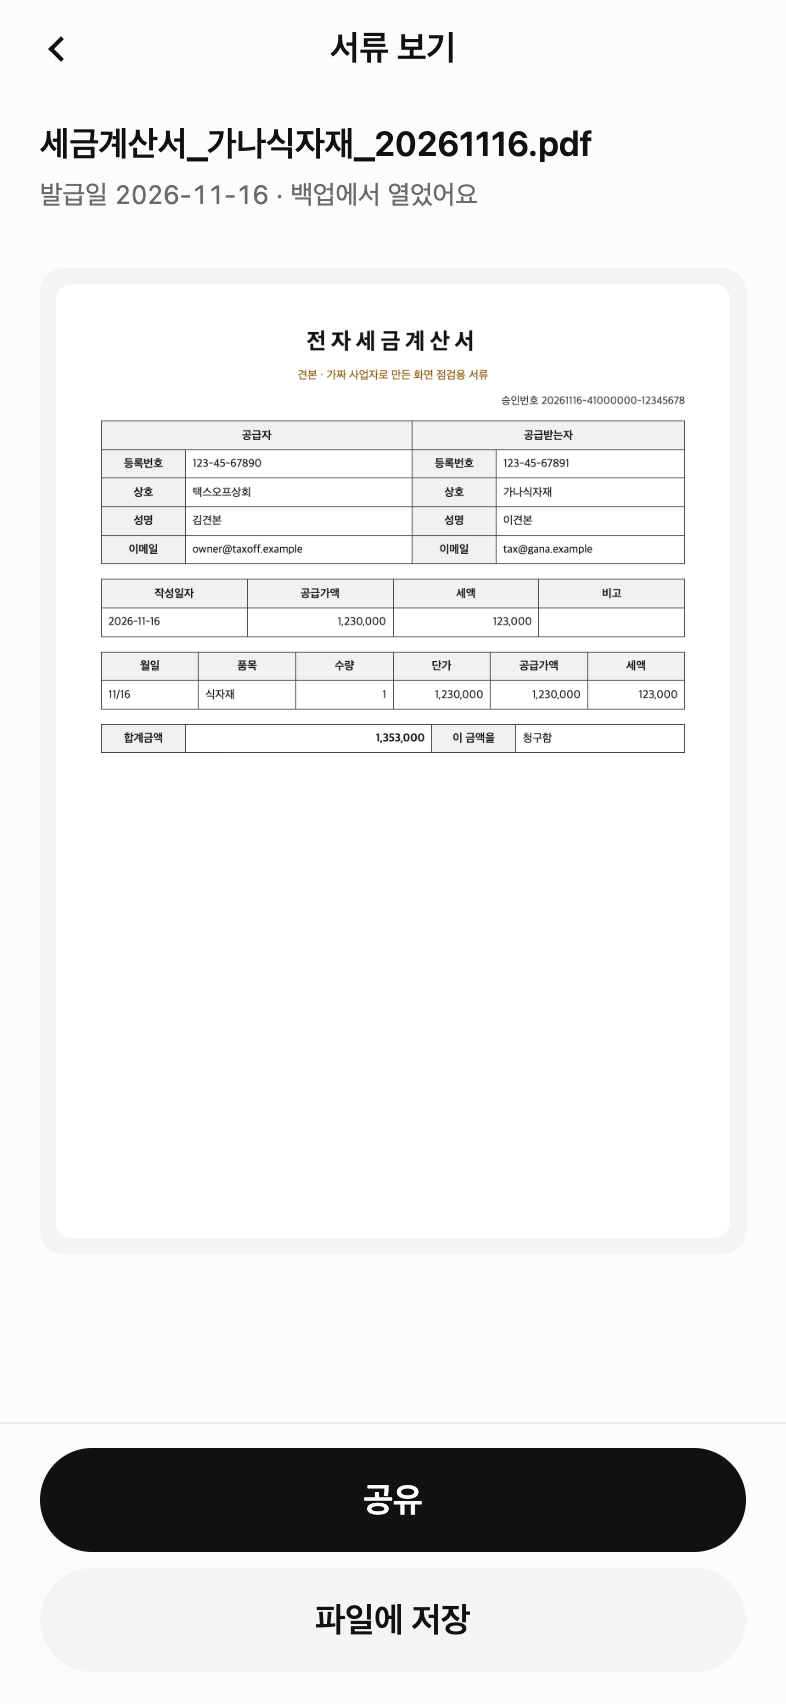 서류 보기
세금계산서_가나식자재_20261116.pdf
발급일 2026-11-16 · 백업에서 열었어요
전자세금계산서
견본 · 가짜 사업자로 만든 화면 점검용 서류
승인번호 20261116-41000000-12345678
공급자 공급받는자
등록번호 123-45-67890 등록번호 123-45-67891
상호 택스오프상회 상호 가나식자재
성명 김견본 성명 이견본
이메일 owner@taxoff.example 이메일 tax@gana.example
작성일자 공급가액 세액 비고
2026-11-16 1,230,000 123,000
월일 품목 수량 단가 공급가액 세액
11/16 식자재 1 1,230,000 1,230,000 123,000
합계금액 1,353,000 이 금액을 청구함
공유
파일에 저장